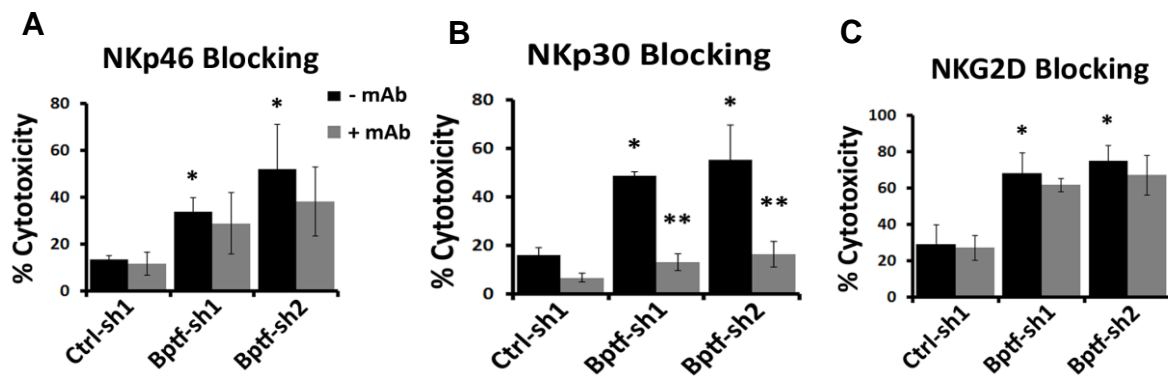 A
NKp46 Blocking
% Cytotoxicity
80
60
40
20
0
*
*
- mAb
+ mAb
Ctrl-sh1
Bptf-sh1
Bptf-sh2
B
NKp30 Blocking
% Cytotoxicity
80
60
40
20
0
*
**
*
**
Ctrl-sh1
Bptf-sh1
Bptf-sh2
C
NKG2D Blocking
% Cytotoxicity
100
80
60
40
20
0
*
*
Ctrl-sh1
Bptf-sh1
Bptf-sh2